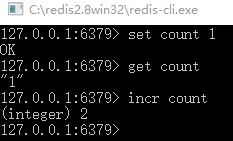 C:\redis2.8win32\redis-cli.exe
127.0.0.1:6379> set count 1
OK
127.0.0.1:6379> get count
"1"
127.0.0.1:6379> incr count
(integer) 2
127.0.0.1:6379>